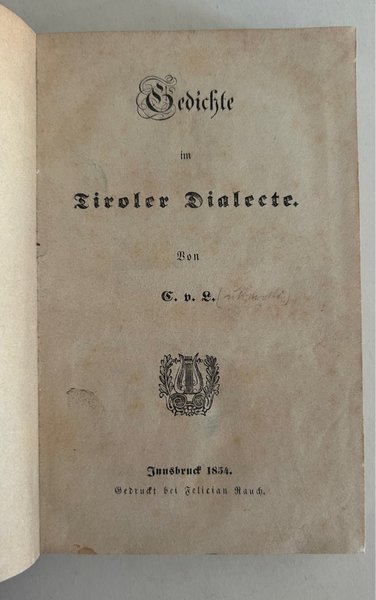 Gedichte
im
Tiroler Dialecte.
Von
C. v. L.
Innsbruck 1854.
Gedruckt bei Felician Rauch.